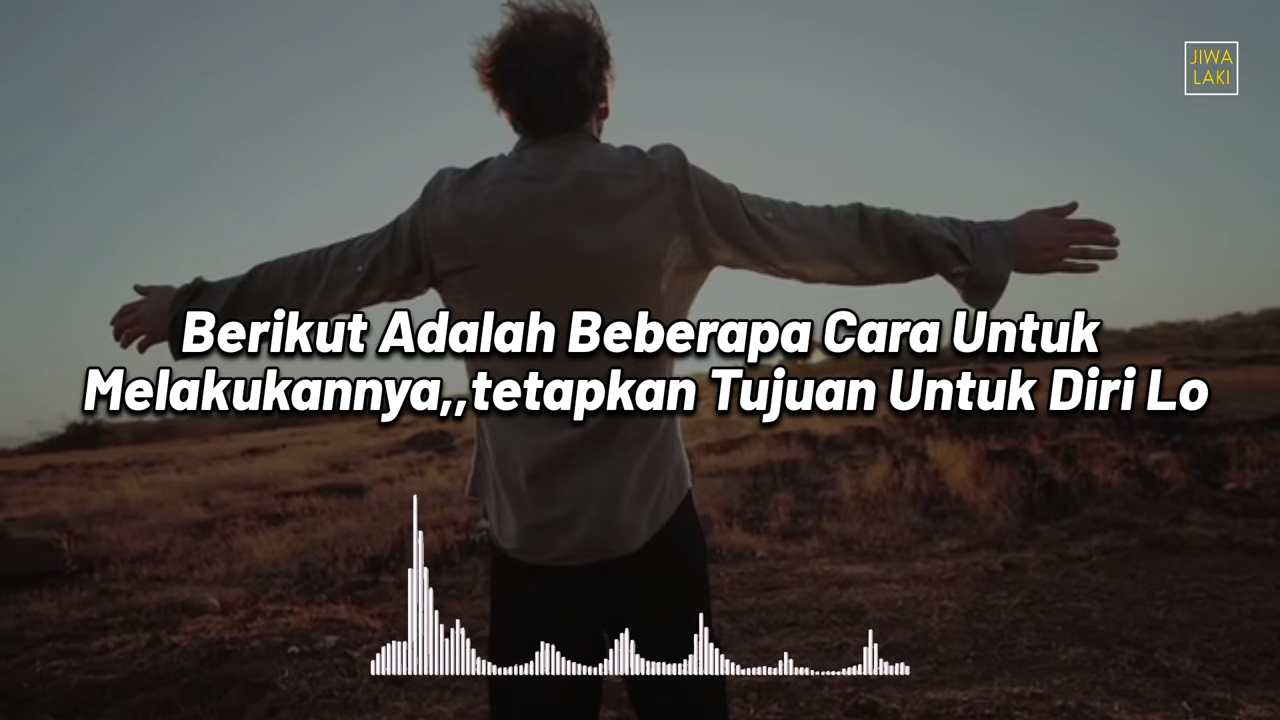 JIWA
LAKI
Berikut Adalah Beberapa Cara Untuk
Melakukannya,,tetapkan Tujuan Untuk Diri Lo